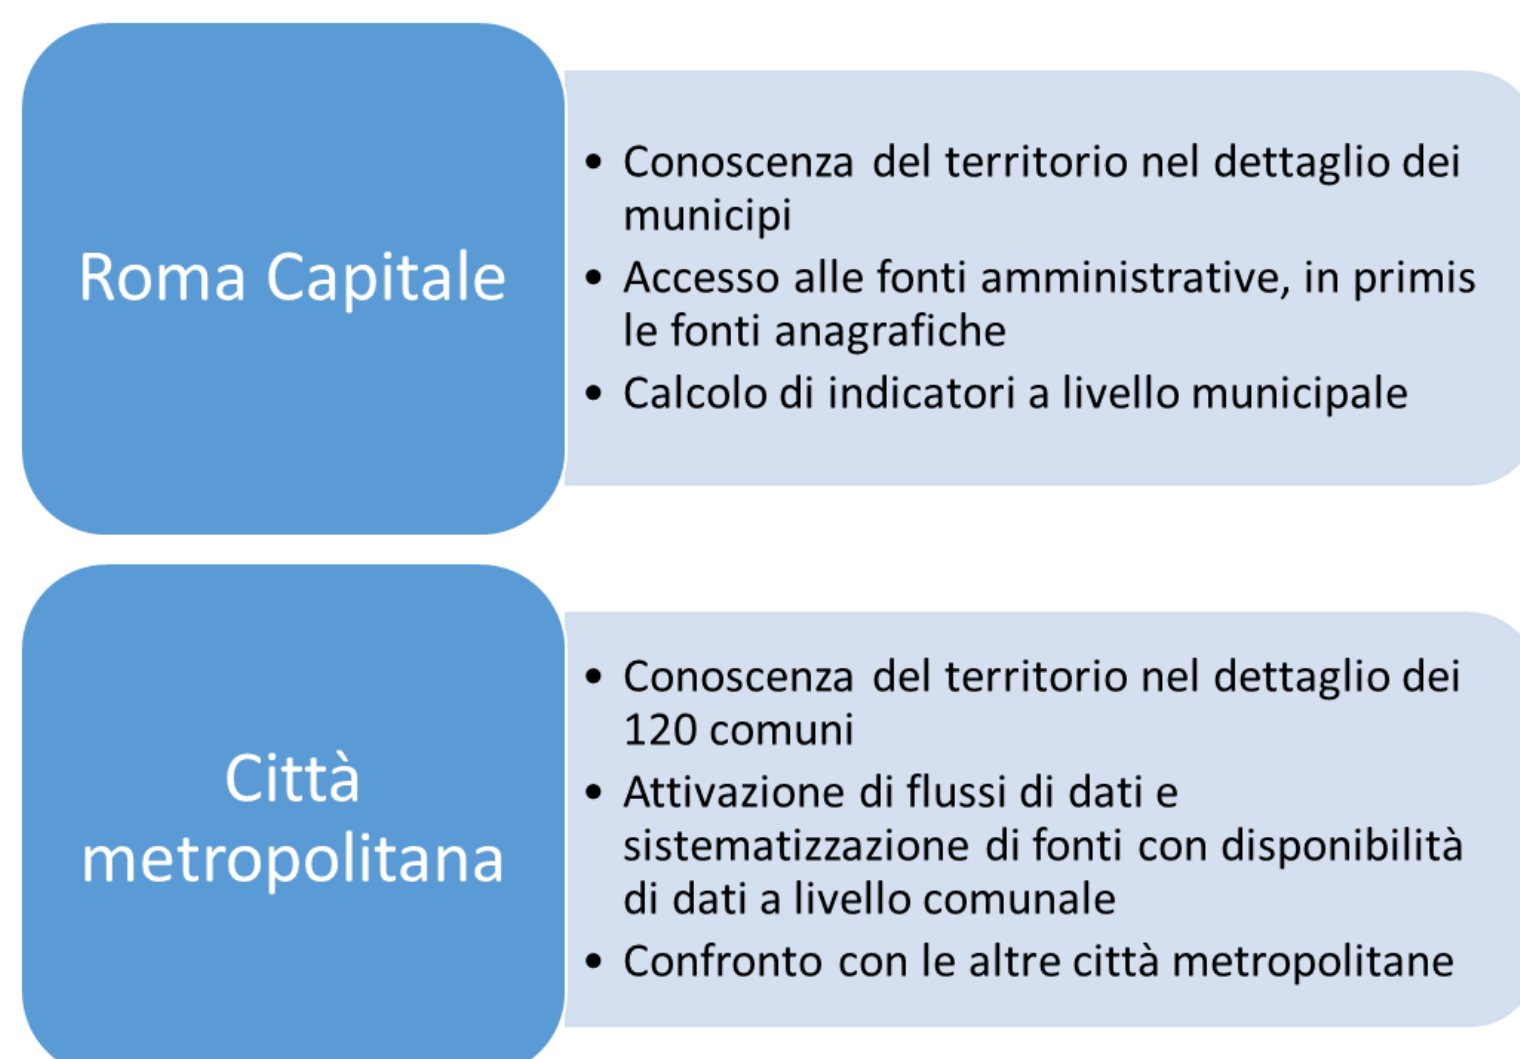 Roma Capitale
• Conoscenza del territorio nel dettaglio dei
municipi
• Accesso alle fonti amministrative, in primis
le fonti anagrafiche
• Calcolo di indicatori a livello municipale
Città
metropolitana
• Conoscenza del territorio nel dettaglio dei
120 comuni
• Attivazione di flussi di dati e
sistematizzazione di fonti con disponibilità
di dati a livello comunale
• Confronto con le altre città metropolitane